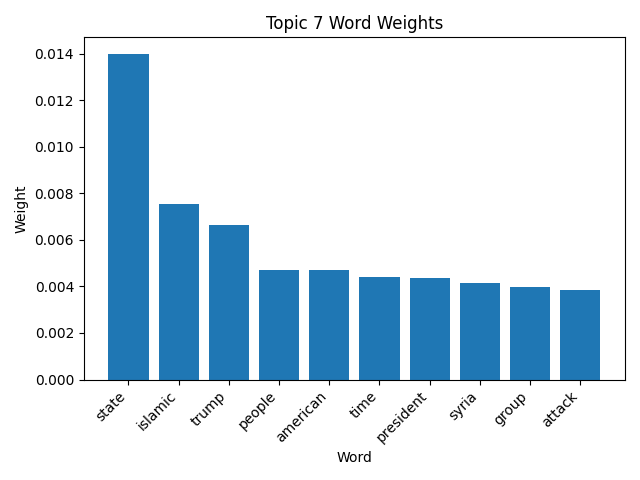 Topic 7 Word Weights
Weight
0.014
0.012
0.010
0.008
0.006
0.004
0.002
0.000
state
islamic
trump
people
american
time
president
syria
group
attack
Word